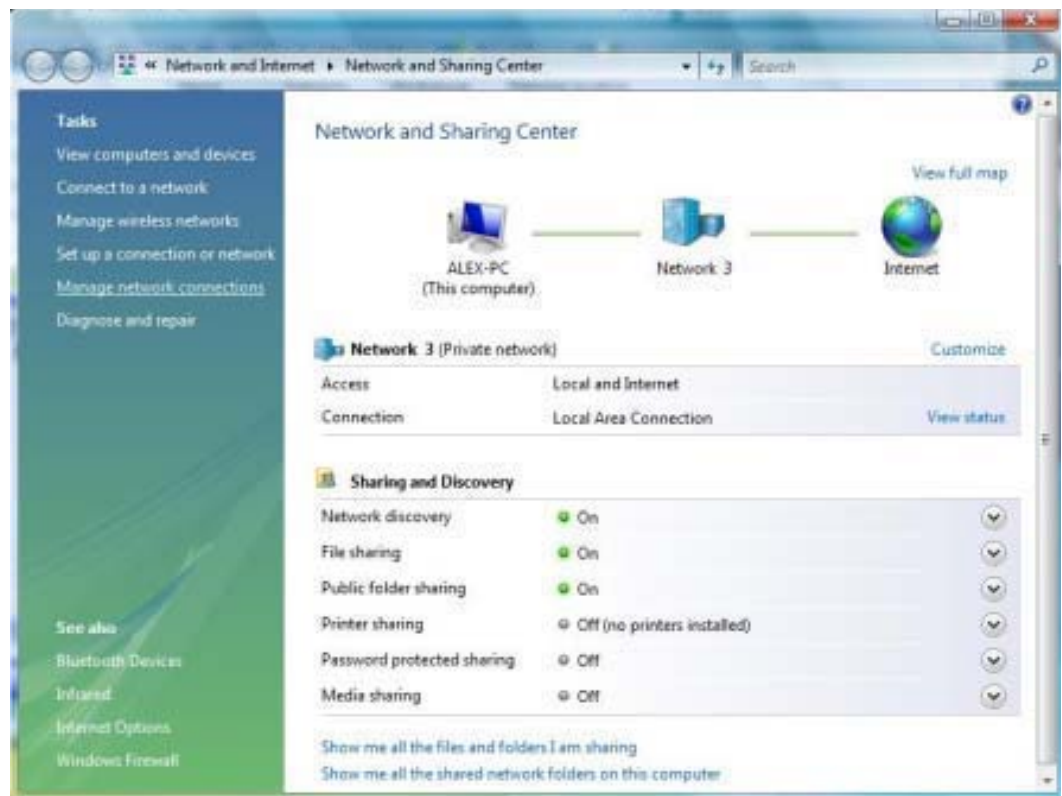 « Network and Internet ▸ Network and Sharing Center
Search
Tasks
View computers and devices
Connect to a network
Manage wireless networks
Set up a connection or network
Manage network connections
Diagnose and repair
See also
Bluetooth Devices
Infrared
Internet Options
Windows Firewall
Network and Sharing Center
View full map
ALEX-PC
(This computer)
Network 3
Internet
Network 3 (Private network)
Customize
Access Local and Internet
Connection Local Area Connection View status
Sharing and Discovery
Network discovery On
File sharing On
Public folder sharing On
Printer sharing Off (no printers installed)
Password protected sharing Off
Media sharing Off
Show me all the files and folders I am sharing
Show me all the shared network folders on this computer